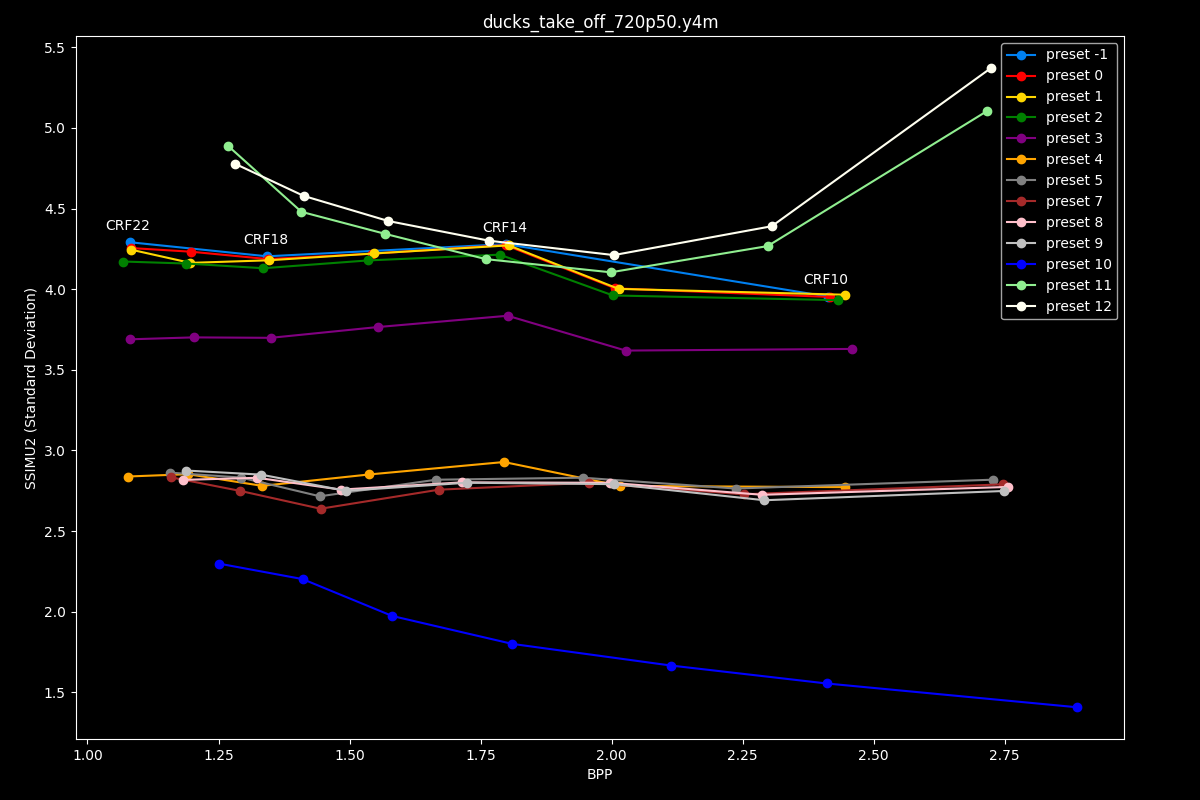 ducks_take_off_720p50.y4m
5.5
5.0
4.5
4.0
3.5
3.0
2.5
2.0
1.5
SSIMU2 (Standard Deviation)
CRF22
CRF18
CRF14
CRF10
preset -1
preset 0
preset 1
preset 2
preset 3
preset 4
preset 5
preset 7
preset 8
preset 9
preset 10
preset 11
preset 12
1.00
1.25
1.50
1.75
2.00
2.25
2.50
2.75
BPP